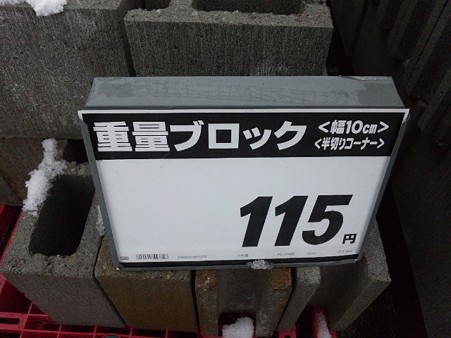 重量ブロック
<幅10cm>
<半切りコーナー>
115円